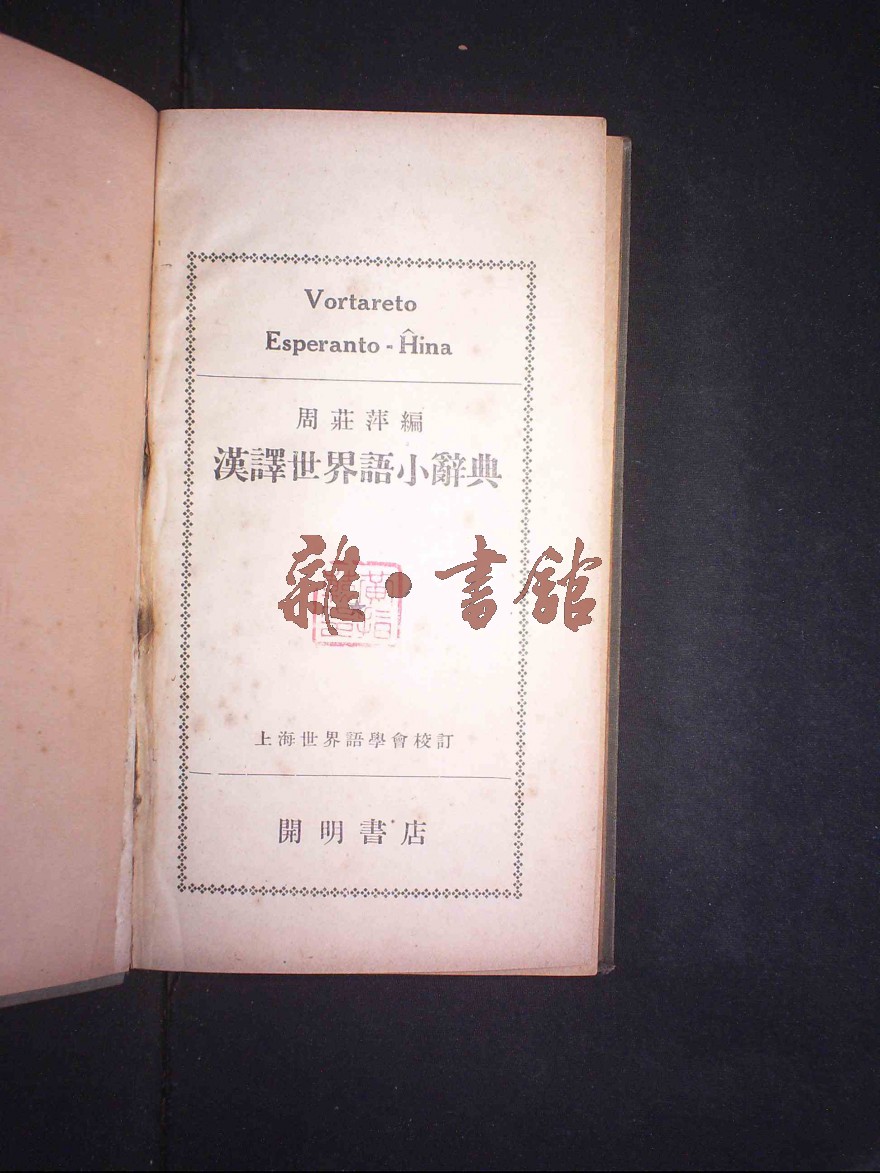 Vortareto
Esperanto - Ĥina
周莊萍編
漢譯世界語小辭典
雜·書館
上海世界語學會校訂
開明書店